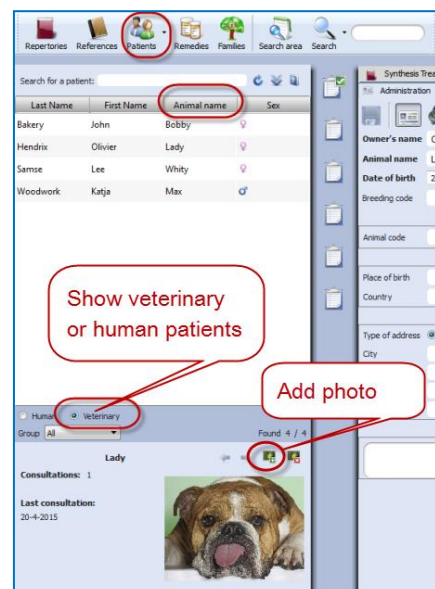 Repertories References Patients Remedies Families Search area Search
Search for a patient:
Last Name First Name Animal name Sex
Bakery John Bobby
Hendrix Olivier Lady
Samse Lee Whity
Woodwork Katja Max
Show veterinary
or human patients
Human Veterinary
Group All Found 4 / 4
Lady
Consultations: 1
Last consultation:
20-4-2015
Add photo
Synthesis Trea
Administration
Owner's name
Animal name L
Date of birth 2
Breeding code
Animal code
Place of birth
Country
Type of address
City